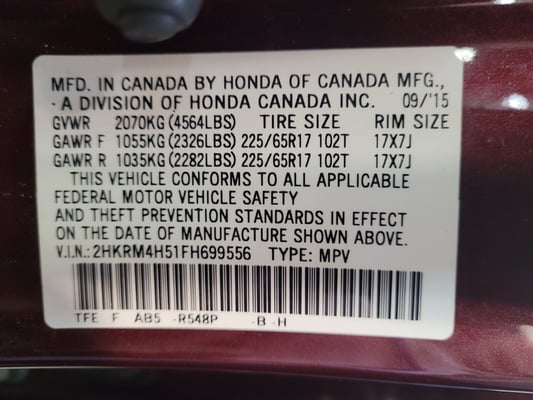 MFD. IN CANADA BY HONDA OF CANADA MFG.,
· A DIVISION OF HONDA CANADA INC. 09/'15
GVWR 2070KG(4564LBS) TIRE SIZE RIM SIZE
GAWR F 1055KG(2326LBS) 225/65R17 102T 17X7J
GAWR R 1035KG(2282LBS) 225/65R17 102T 17X7J
THIS VEHICLE CONFORMS TO ALL APPLICABLE
FEDERAL MOTOR VEHICLE SAFETY
AND THEFT PREVENTION STANDARDS IN EFFECT
ON THE DATE OF MANUFACTURE SHOWN ABOVE.
V.I.N.: 2HKRM4H51FH699556 TYPE: MPV
TFE F AB5 -R548P -B -H